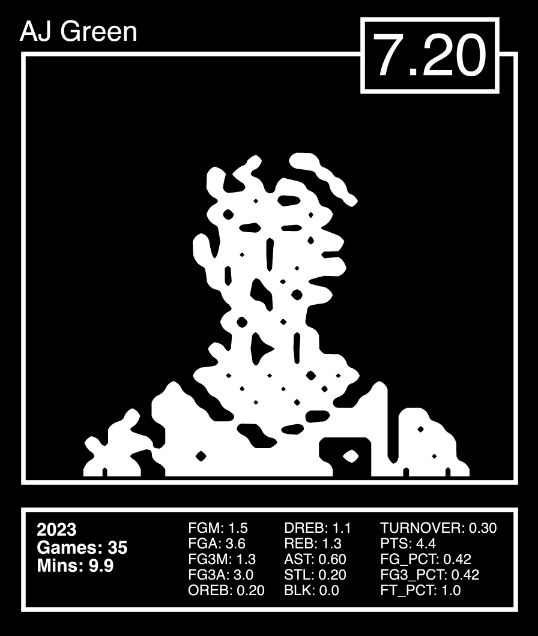 AJ Green
7.20
2023
Games: 35
Mins: 9.9
FGM: 1.5
FGA: 3.6
FG3M: 1.3
FG3A: 3.0
OREB: 0.20
DREB: 1.1
REB: 1.3
AST: 0.60
STL: 0.20
BLK: 0.0
TURNOVER: 0.30
PTS: 4.4
FG_PCT: 0.42
FG3_PCT: 0.42
FT_PCT: 1.0